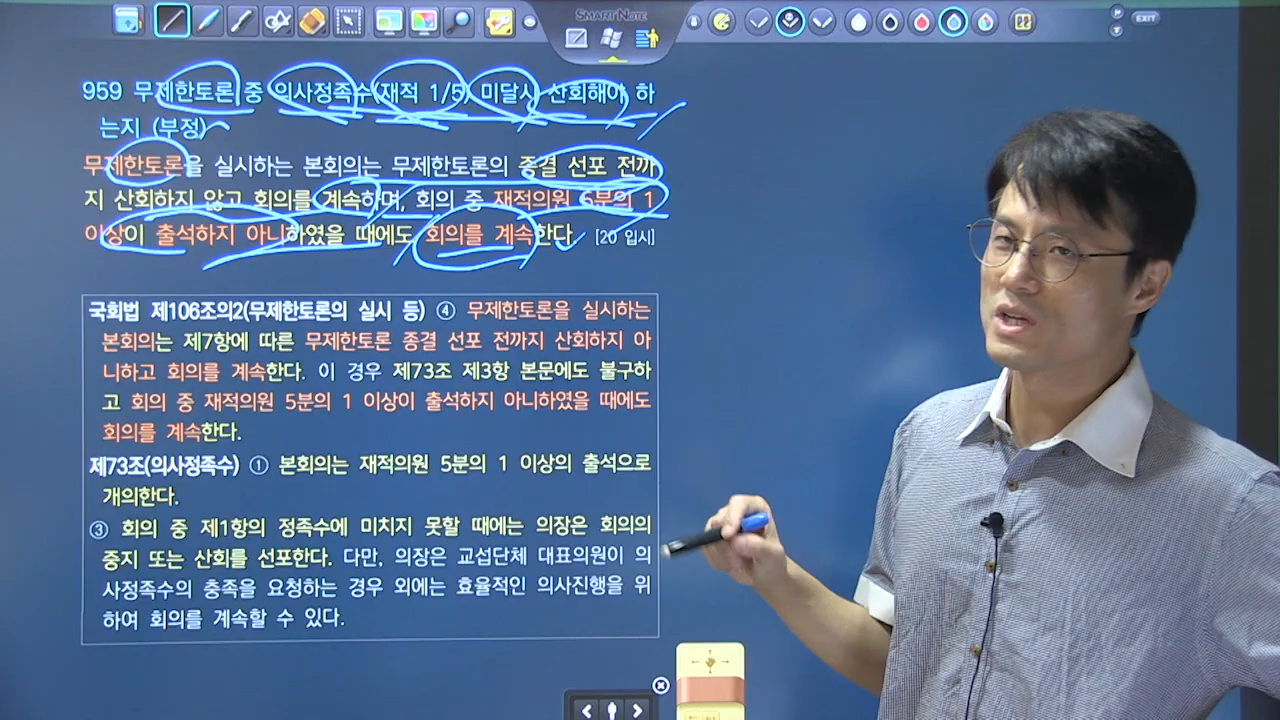 SMARTNOTE
EXIT
959 무제한토론 중 의사정족수(재적 1/5) 미달시 산회해야 하
는지 (부정)
무제한토론을 실시하는 본회의는 무제한토론의 종결 선포 전까
지 산회하지 않고 회의를 계속하며, 회의 중 재적의원 5분의 1
이상이 출석하지 아니하였을 때에도 회의를 계속한다. [20 입시]
국회법 제106조의2(무제한토론의 실시 등) ④ 무제한토론을 실시하는
본회의는 제7항에 따른 무제한토론 종결 선포 전까지 산회하지 아
니하고 회의를 계속한다. 이 경우 제73조 제3항 본문에도 불구하
고 회의 중 재적의원 5분의 1 이상이 출석하지 아니하였을 때에도
회의를 계속한다.
제73조(의사정족수) ① 본회의는 재적의원 5분의 1 이상의 출석으로
개의한다.
③ 회의 중 제1항의 정족수에 미치지 못할 때에는 의장은 회의의
중지 또는 산회를 선포한다. 다만, 의장은 교섭단체 대표의원이 의
사정족수의 충족을 요청하는 경우 외에는 효율적인 의사진행을 위
하여 회의를 계속할 수 있다.